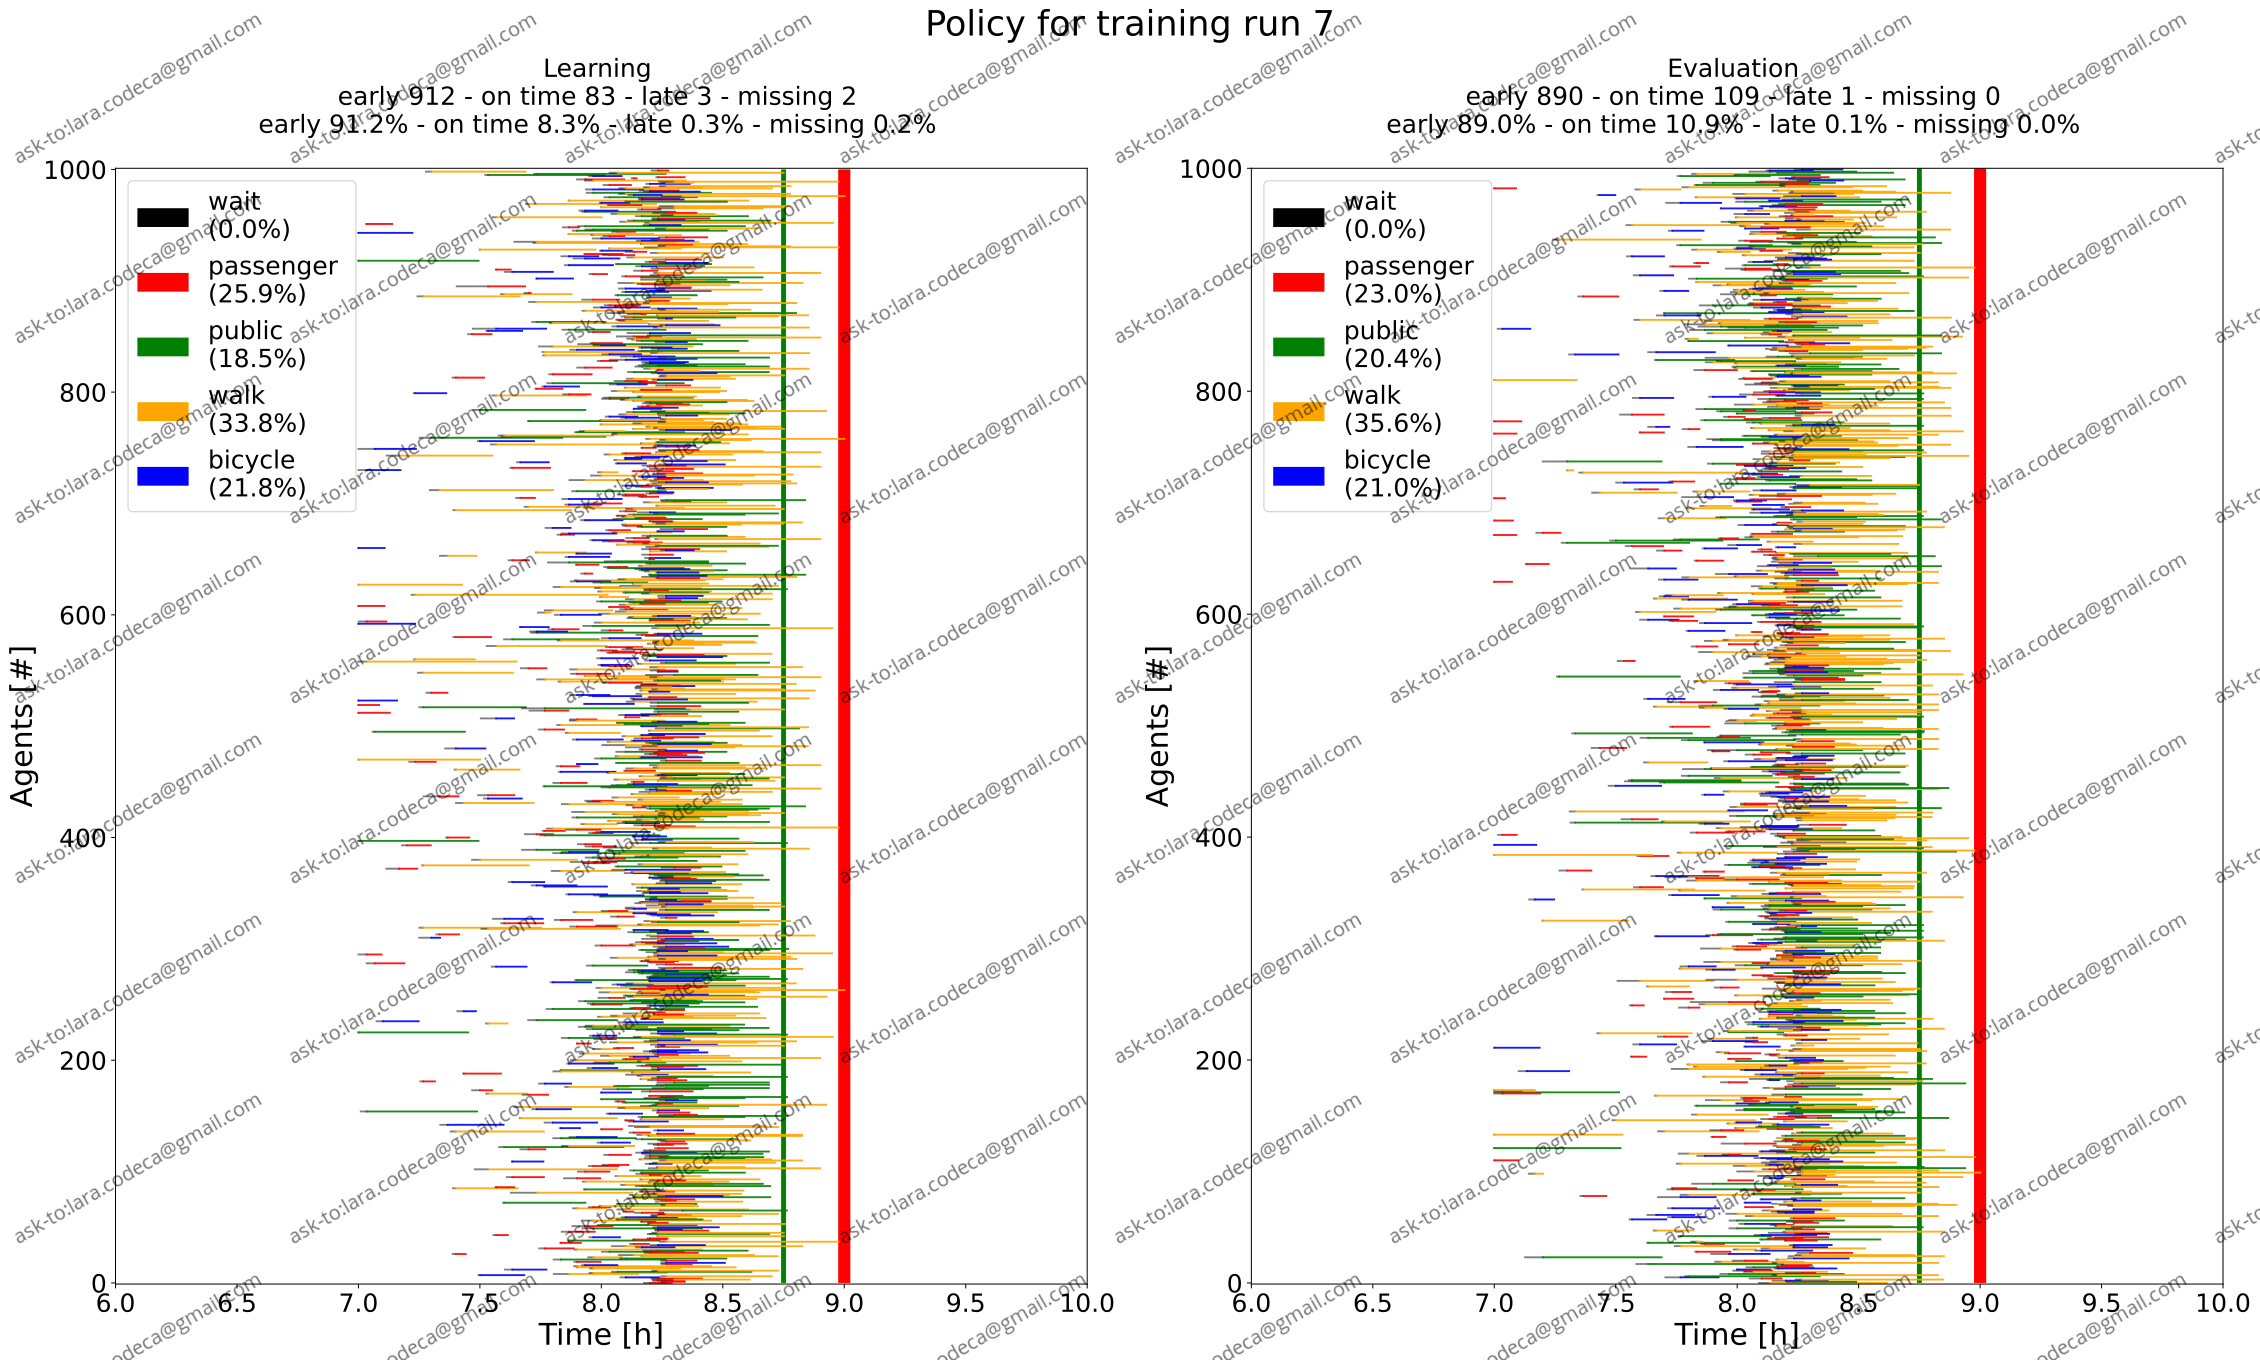 Policy for training run 7
Learning
early 912 - on time 83 - late 3 - missing 2
early 91.2% - on time 8.3% - late 0.3% - missing 0.2%
Agents [#]
1000
800
600
400
200
0
wait
(0.0%)
passenger
(25.9%)
public
(18.5%)
walk
(33.8%)
bicycle
(21.8%)
6.0 6.5 7.0 7.5 8.0 8.5 9.0 9.5 10.0
Time [h]
Evaluation
early 890 - on time 109 - late 1 - missing 0
early 89.0% - on time 10.9% - late 0.1% - missing 0.0%
Agents [#]
1000
800
600
400
200
0
wait
(0.0%)
passenger
(23.0%)
public
(20.4%)
walk
(35.6%)
bicycle
(21.0%)
6.0 6.5 7.0 7.5 8.0 8.5 9.0 9.5 10.0
Time [h]
ask-to:lara.codeca@gmail.com